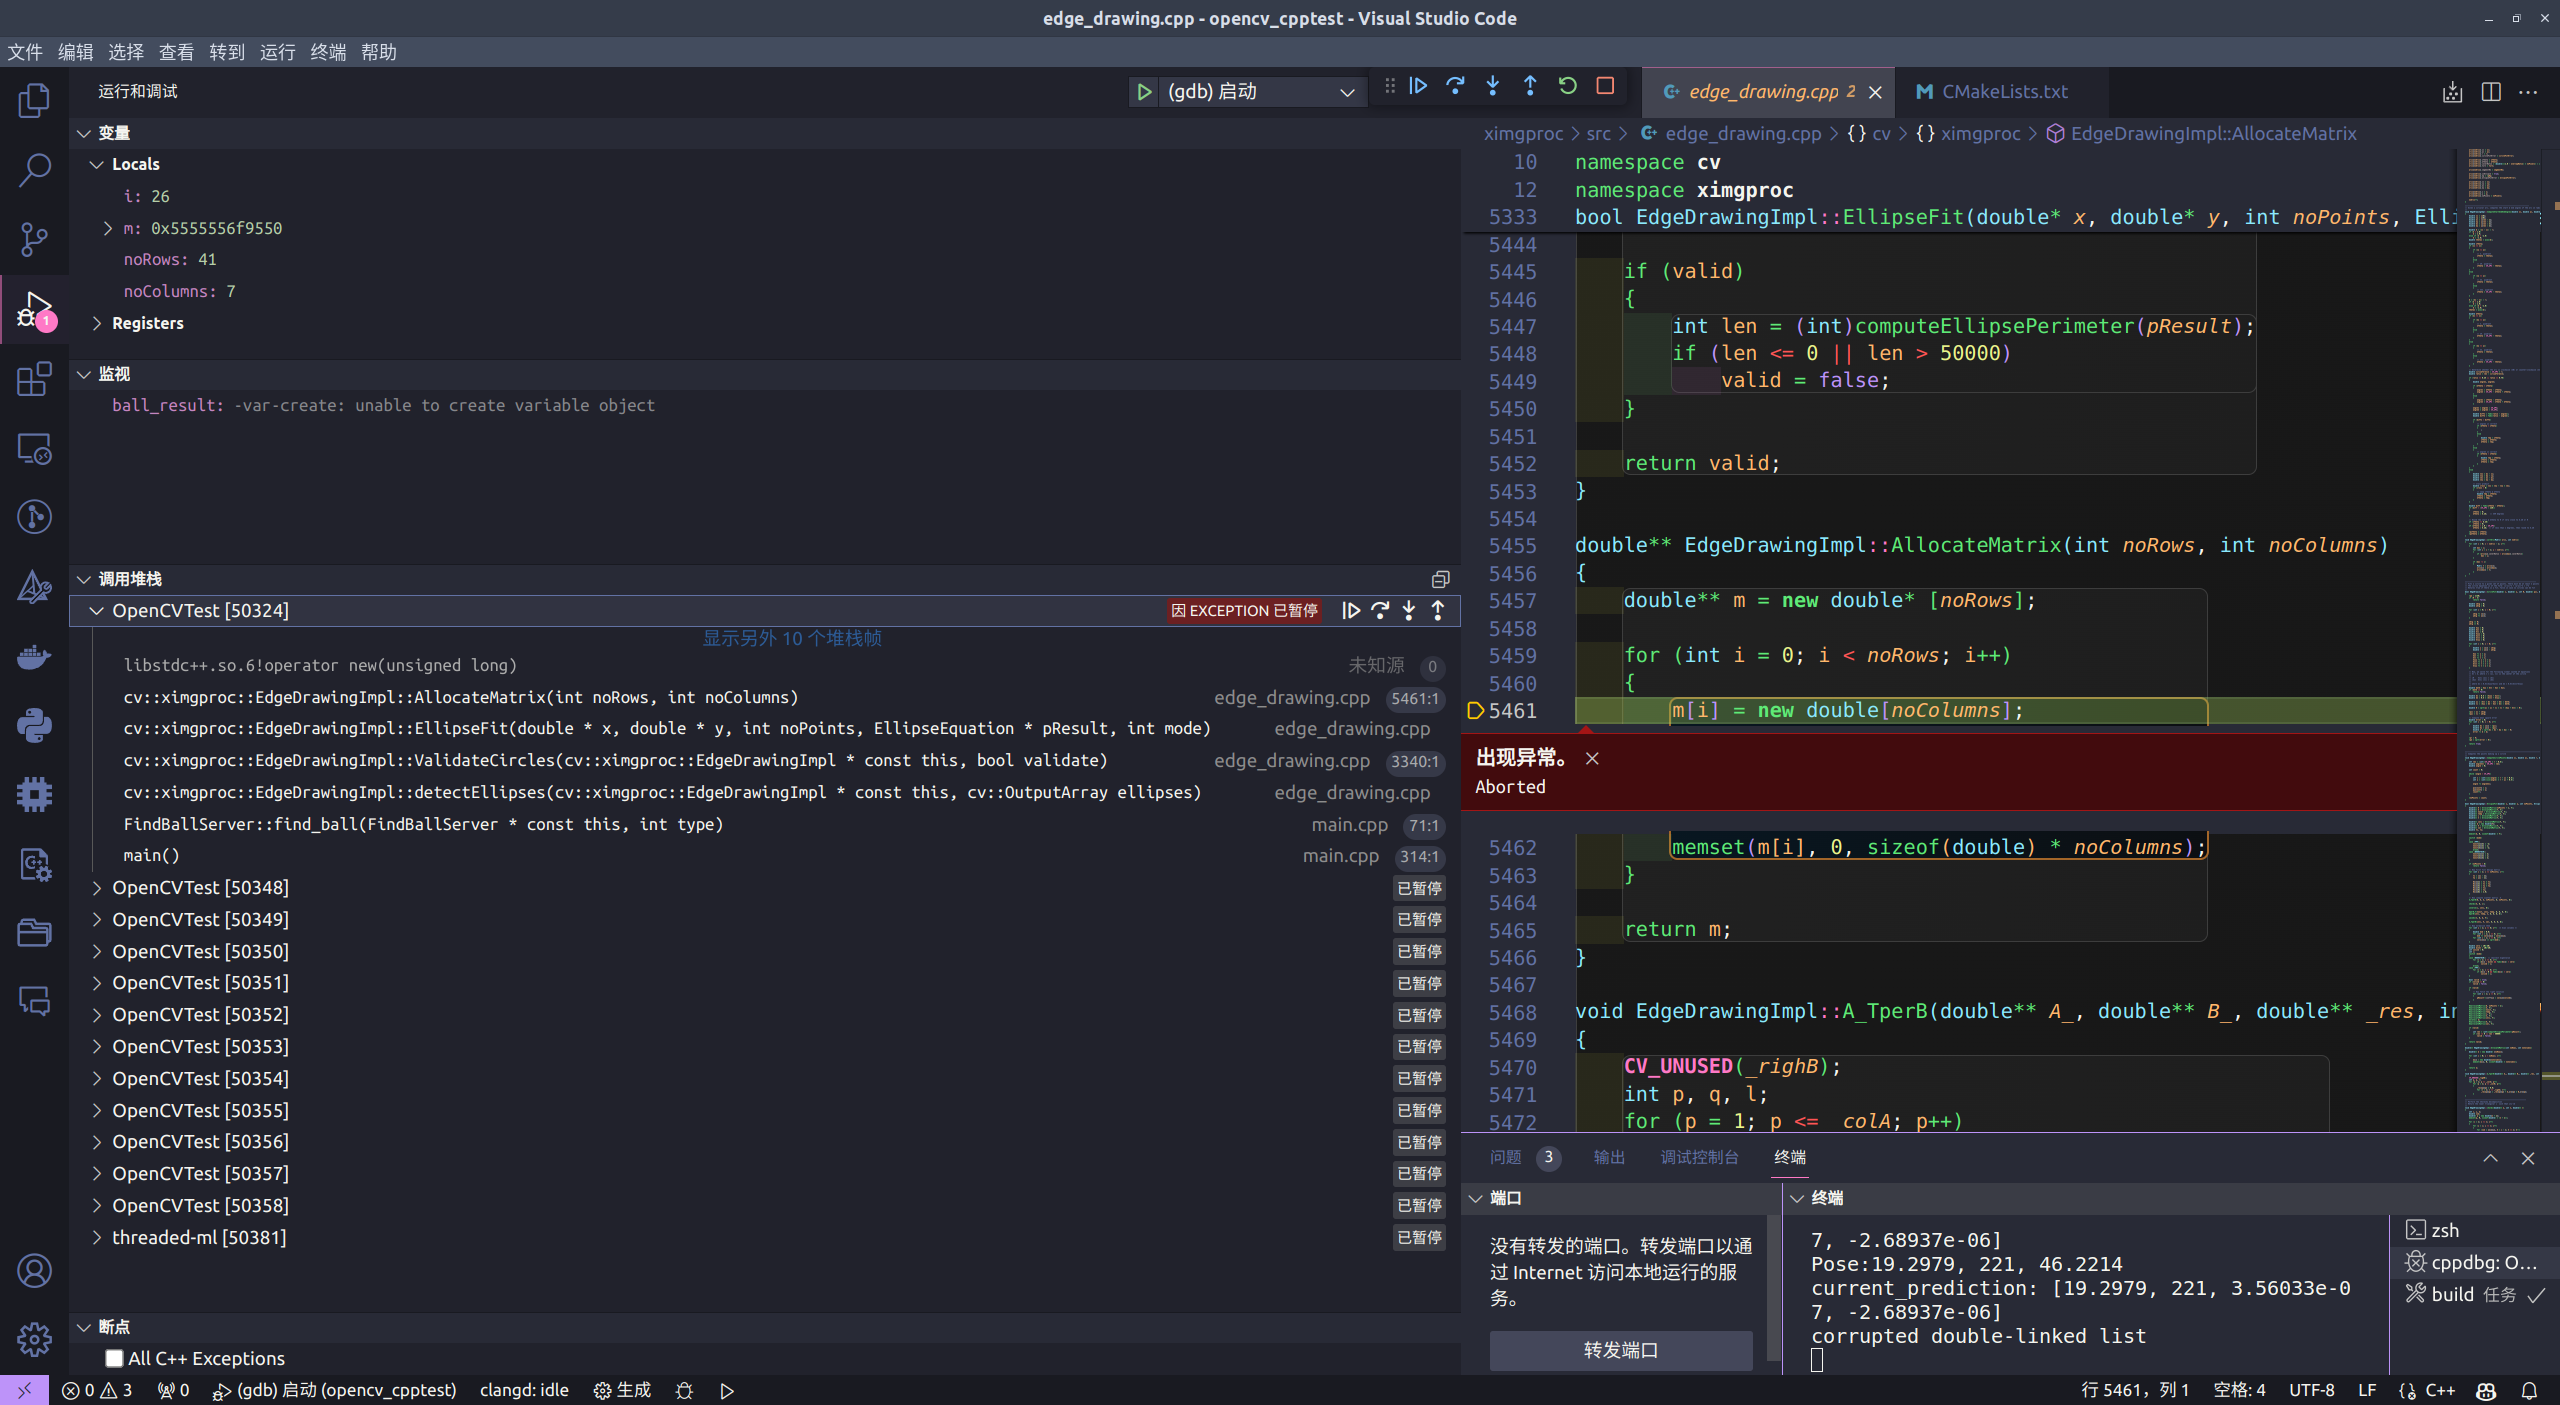 edge_drawing.cpp - opencv_cpptest - Visual Studio Code
文件 编辑 选择 查看 转到 运行 终端 帮助
运行和调试
(gdb) 启动
变量
Locals
i: 26
m: 0x5555556f9550
noRows: 41
noColumns: 7
Registers
监视
ball_result: -var-create: unable to create variable object
调用堆栈
OpenCVTest [50324] 因 EXCEPTION 已暂停
显示另外 10 个堆栈帧
libstdc++.so.6!operator new(unsigned long) 未知源 0
cv::ximgproc::EdgeDrawingImpl::AllocateMatrix(int noRows, int noColumns) edge_drawing.cpp 5461:1
cv::ximgproc::EdgeDrawingImpl::EllipseFit(double * x, double * y, int noPoints, EllipseEquation * pResult, int mode) edge_drawing.cpp
cv::ximgproc::EdgeDrawingImpl::ValidateCircles(cv::ximgproc::EdgeDrawingImpl * const this, bool validate) edge_drawing.cpp 3340:1
cv::ximgproc::EdgeDrawingImpl::detectEllipses(cv::ximgproc::EdgeDrawingImpl * const this, cv::OutputArray ellipses) edge_drawing.cpp
FindBallServer::find_ball(FindBallServer * const this, int type) main.cpp 71:1
main() main.cpp 314:1
OpenCVTest [50348] 已暂停
OpenCVTest [50349] 已暂停
OpenCVTest [50350] 已暂停
OpenCVTest [50351] 已暂停
OpenCVTest [50352] 已暂停
OpenCVTest [50353] 已暂停
OpenCVTest [50354] 已暂停
OpenCVTest [50355] 已暂停
OpenCVTest [50356] 已暂停
OpenCVTest [50357] 已暂停
OpenCVTest [50358] 已暂停
threaded-ml [50381] 已暂停
断点
All C++ Exceptions
edge_drawing.cpp 2 CMakeLists.txt
ximgproc > src > edge_drawing.cpp > {} cv > {} ximgproc > EdgeDrawingImpl::AllocateMatrix
10 namespace cv
12 namespace ximgproc
5333 bool EdgeDrawingImpl::EllipseFit(double* x, double* y, int noPoints, Elli
5444
5445 if (valid)
5446 {
5447 int len = (int)computeEllipsePerimeter(pResult);
5448 if (len <= 0 || len > 50000)
5449 valid = false;
5450 }
5451
5452 return valid;
5453 }
5454
5455 double** EdgeDrawingImpl::AllocateMatrix(int noRows, int noColumns)
5456 {
5457 double** m = new double* [noRows];
5458
5459 for (int i = 0; i < noRows; i++)
5460 {
5461 m[i] = new double[noColumns];
出现异常。
Aborted
5462 memset(m[i], 0, sizeof(double) * noColumns);
5463 }
5464
5465 return m;
5466 }
5467
5468 void EdgeDrawingImpl::A_TperB(double** A_, double** B_, double** _res, in
5469 {
5470 CV_UNUSED(_righB);
5471 int p, q, l;
5472 for (p = 1; p <= _colA; p++)
问题 3 输出 调试控制台 终端
端口
没有转发的端口。转发端口以通
过 Internet 访问本地运行的服
务。
转发端口
终端
7, -2.68937e-06]
Pose:19.2979, 221, 46.2214
current_prediction: [19.2979, 221, 3.56033e-0
7, -2.68937e-06]
corrupted double-linked list
zsh
cppdbg: O...
build 任务
0 3 0 (gdb) 启动 (opencv_cpptest) clangd: idle 生成 行 5461，列 1 空格: 4 UTF-8 LF C++